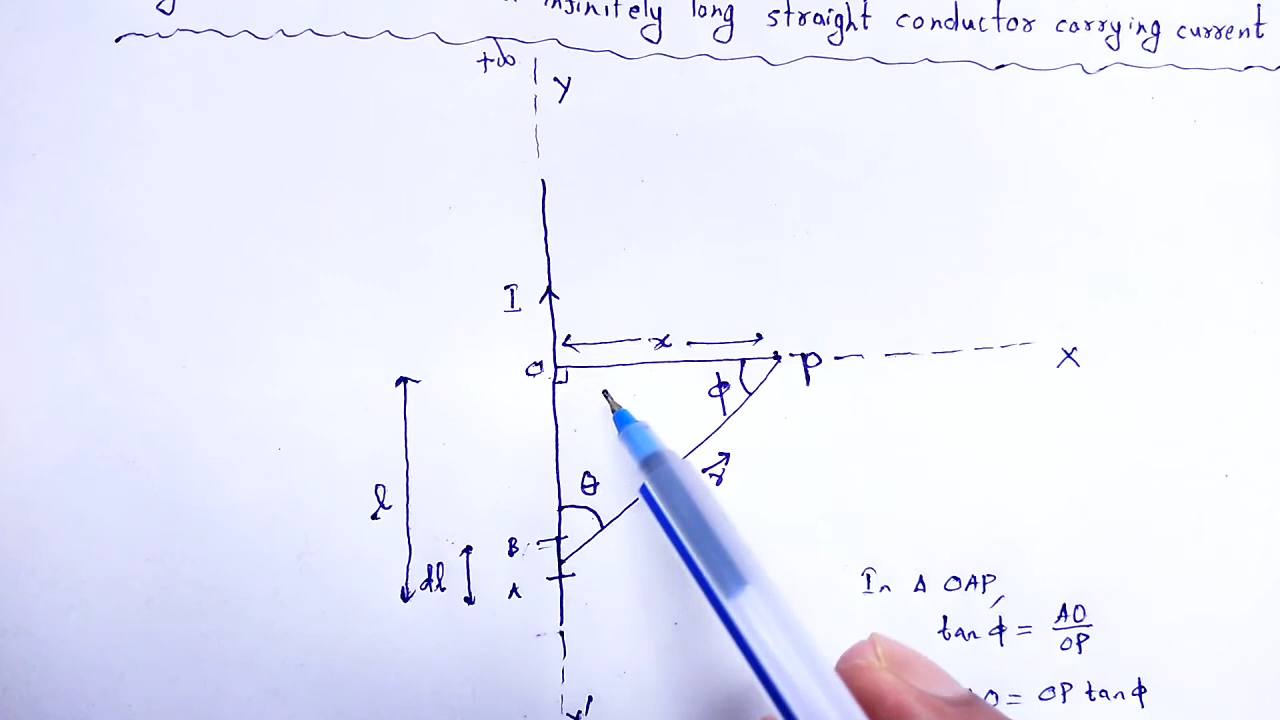 infinitely long straight conductor carrying current
+∞
Y
I
x
O
P
X
ϕ
θ
r⃗
l
B
dl
A
In Δ OAP,
tan ϕ = AO/OP
O = OP tan ϕ
Y'